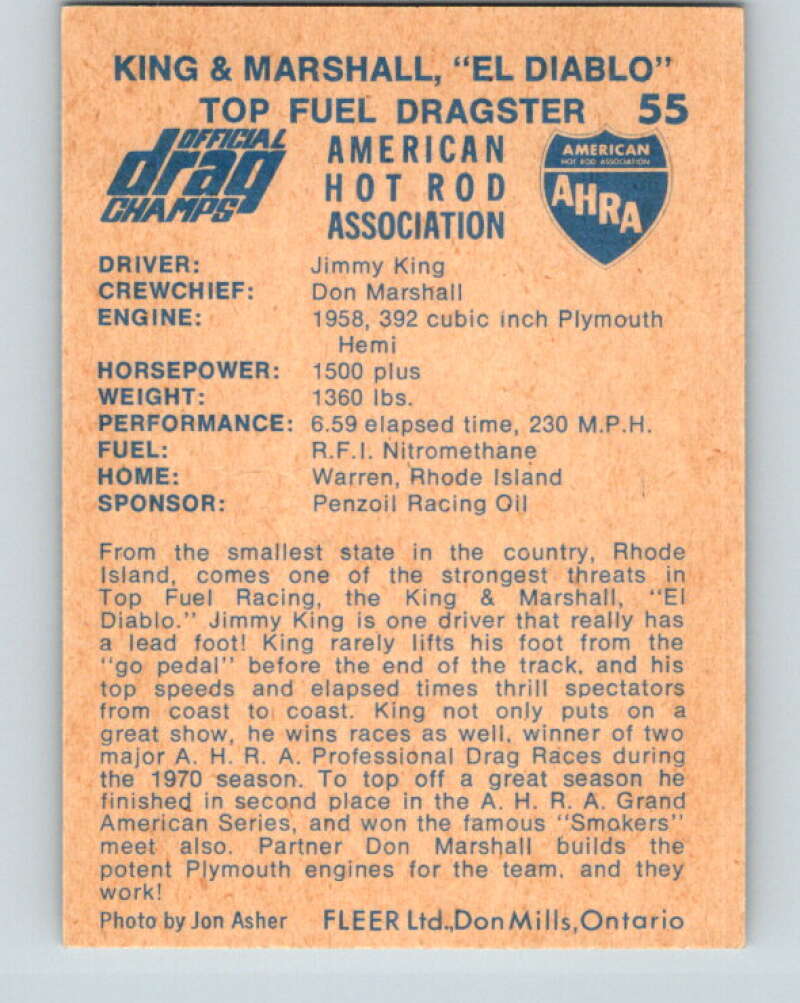 KING & MARSHALL, "EL DIABLO"
TOP FUEL DRAGSTER 55
OFFICIAL
drag
CHAMPS
AMERICAN
HOT ROD
ASSOCIATION
AMERICAN
HOT ROD ASSOCIATION
AHRA
DRIVER: Jimmy King
CREWCHIEF: Don Marshall
ENGINE: 1958, 392 cubic inch Plymouth
Hemi
HORSEPOWER: 1500 plus
WEIGHT: 1360 lbs.
PERFORMANCE: 6.59 elapsed time, 230 M.P.H.
FUEL: R.F.I. Nitromethane
HOME: Warren, Rhode Island
SPONSOR: Penzoil Racing Oil
From the smallest state in the country, Rhode
Island, comes one of the strongest threats in
Top Fuel Racing, the King & Marshall, "El
Diablo." Jimmy King is one driver that really has
a lead foot! King rarely lifts his foot from the
"go pedal" before the end of the track, and his
top speeds and elapsed times thrill spectators
from coast to coast. King not only puts on a
great show, he wins races as well, winner of two
major A. H. R. A. Professional Drag Races during
the 1970 season. To top off a great season he
finished in second place in the A. H. R. A. Grand
American Series, and won the famous "Smokers"
meet also. Partner Don Marshall builds the
potent Plymouth engines for the team, and they
work!
Photo by Jon Asher FLEER Ltd., Don Mills, Ontario